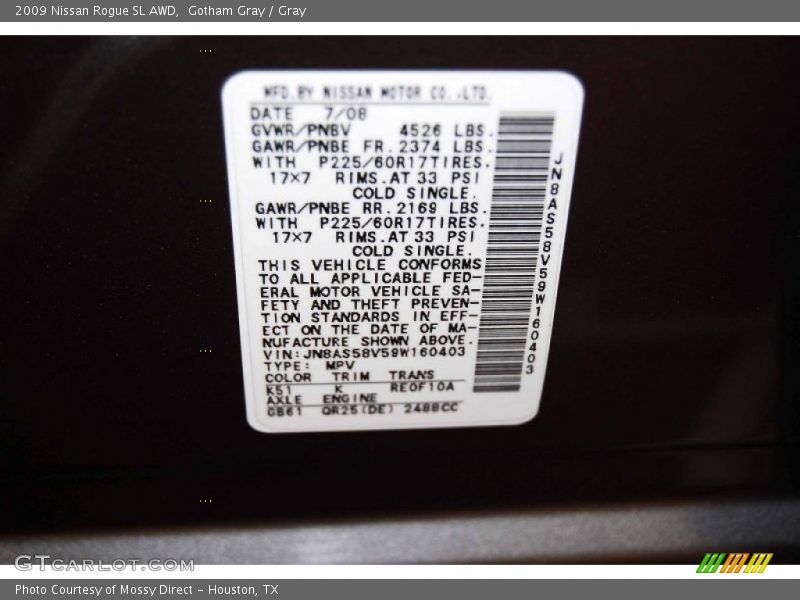 2009 Nissan Rogue SL AWD,  Gotham Gray / Gray
MFD.BY NISSAN MOTOR CO.,LTD.
DATE 7/08
GVWR/PNBV 4526 LBS.
GAWR/PNBE FR. 2374 LBS.
WITH P225/60R17TIRES.
17×7 RIMS.AT 33 PSI
COLD SINGLE.
GAWR/PNBE RR. 2169 LBS.
WITH P225/60R17TIRES.
17×7 RIMS.AT 33 PSI
COLD SINGLE.
THIS VEHICLE CONFORMS
TO ALL APPLICABLE FED-
ERAL MOTOR VEHICLE SA-
FETY AND THEFT PREVEN-
TION STANDARDS IN EFF-
ECT ON THE DATE OF MA-
NUFACTURE SHOWN ABOVE.
VIN:JN8AS58V59W160403
TYPE: MPV
COLOR TRIM TRANS
K51 K RE0F10A
AXLE ENGINE
GB61 QR25(DE) 2488CC
JN8AS58V59W160403
GTCARLOT.COM
Photo Courtesy of Mossy Direct – Houston, TX